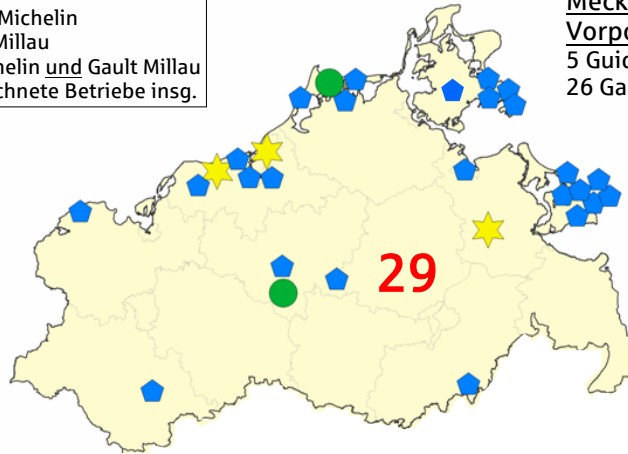 Michelin
Millau
helin und Gault Millau
chnete Betriebe insg.
Meck
Vorpo
5 Guid
26 Ga
29